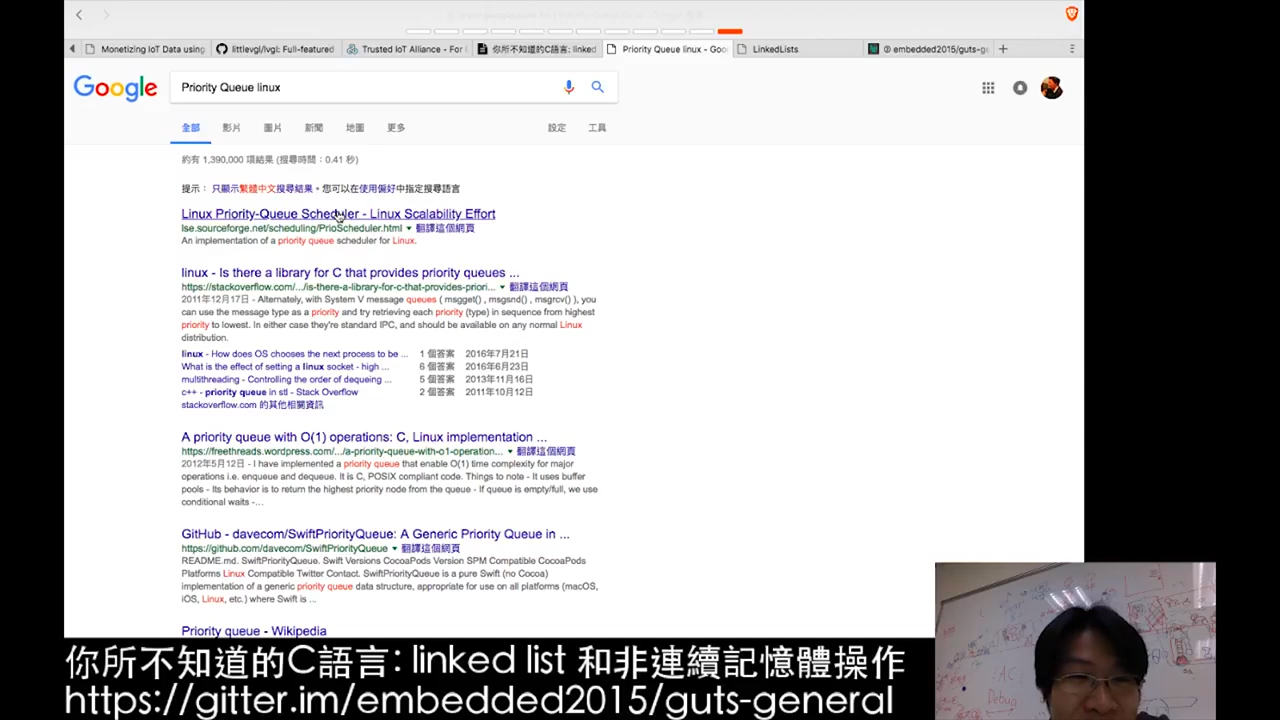 Monetizing IoT Data using
littlevgl/lvgl: Full-featured
Trusted IoT Alliance - For I
你所不知道的C語言: linked
Priority Queue linux - Goo
LinkedLists
embedded2015/guts-ge
Google
Priority Queue linux
全部 影片 圖片 新聞 地圖 更多 設定 工具
約有 1,390,000 項結果 (搜尋時間：0.41 秒)
提示： 只顯示繁體中文搜尋結果。您可以在使用偏好中指定搜尋語言
Linux Priority-Queue Scheduler - Linux Scalability Effort
lse.sourceforge.net/scheduling/PrioScheduler.html ▾ 翻譯這個網頁
An implementation of a priority queue scheduler for Linux.
linux - Is there a library for C that provides priority queues ...
https://stackoverflow.com/.../is-there-a-library-for-c-that-provides-priori... ▾ 翻譯這個網頁
2011年12月17日 - Alternately, with System V message queues ( msgget() , msgsnd() , msgrcv() ), you
can use the message type as a priority and try retrieving each priority (type) in sequence from highest
priority to lowest. In either case they're standard IPC, and should be available on any normal Linux
distribution.
linux - How does OS chooses the next process to be ... 1 個答案 2016年7月21日
What is the effect of setting a linux socket - high ... 6 個答案 2016年6月23日
multithreading - Controlling the order of dequeing ... 5 個答案 2013年11月16日
c++ - priority queue in stl - Stack Overflow 2 個答案 2011年10月12日
stackoverflow.com 的其他相關資訊
A priority queue with O(1) operations: C, Linux implementation ...
https://freethreads.wordpress.com/.../a-priority-queue-with-o1-operation... ▾ 翻譯這個網頁
2012年5月12日 - I have implemented a priority queue that enable O(1) time complexity for major
operations i.e. enqueue and dequeue. It is C, POSIX compliant code. Things to note - It uses buffer
pools - Its behavior is to return the highest priority node from the queue - If queue is empty/full, we use
conditional waits -...
GitHub - davecom/SwiftPriorityQueue: A Generic Priority Queue in ...
https://github.com/davecom/SwiftPriorityQueue ▾ 翻譯這個網頁
README.md. SwiftPriorityQueue. Swift Versions CocoaPods Version SPM Compatible CocoaPods
Platforms Linux Compatible Twitter Contact. SwiftPriorityQueue is a pure Swift (no Cocoa)
implementation of a generic priority queue data structure, appropriate for use on all platforms (macOS,
iOS, Linux, etc.) where Swift is ...
Priority queue - Wikipedia
Debug
你所不知道的C語言: linked list 和非連續記憶體操作
https://gitter.im/embedded2015/guts-general